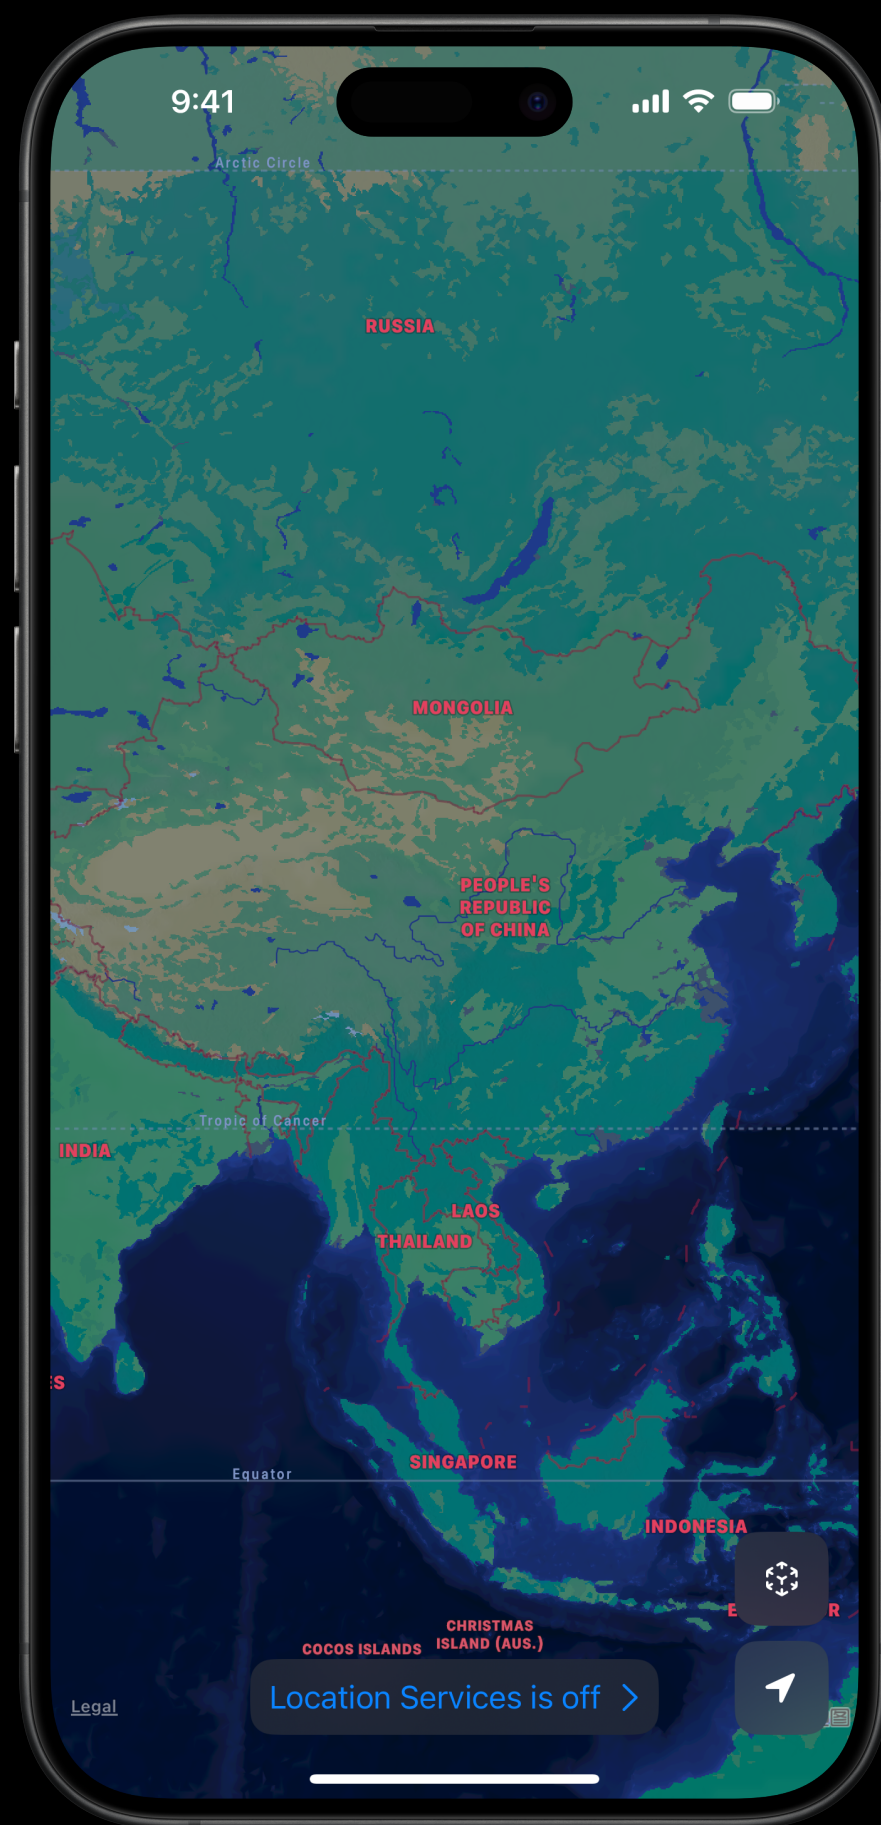 9:41
Arctic Circle
RUSSIA
MONGOLIA
PEOPLE'S
REPUBLIC
OF CHINA
Tropic of Cancer
INDIA
LAOS
THAILAND
ES
SINGAPORE
Equator
INDONESIA
E
R
CHRISTMAS
ISLAND (AUS.)
COCOS ISLANDS
Location Services is off
Legal